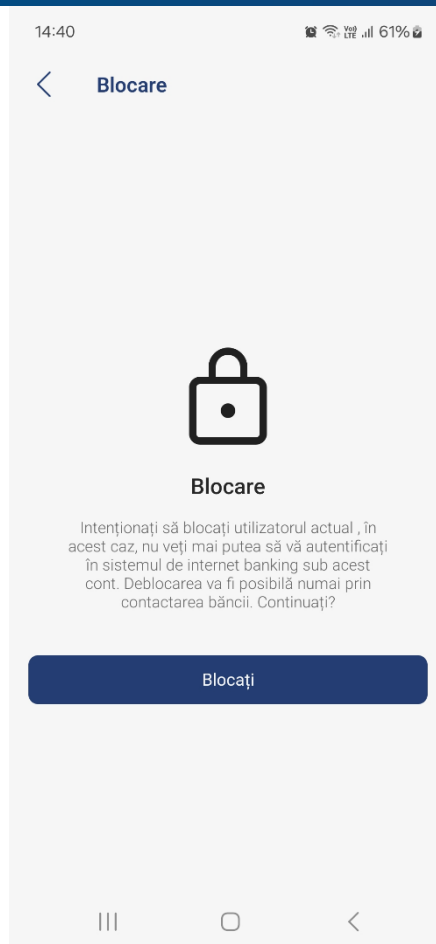 14:40 Vo) LTE 61%
Blocare
Blocare
Intenționați să blocați utilizatorul actual , în
acest caz, nu veți mai putea să vă autentificați
în sistemul de internet banking sub acest
cont. Deblocarea va fi posibilă numai prin
contactarea băncii. Continuați?
Blocați